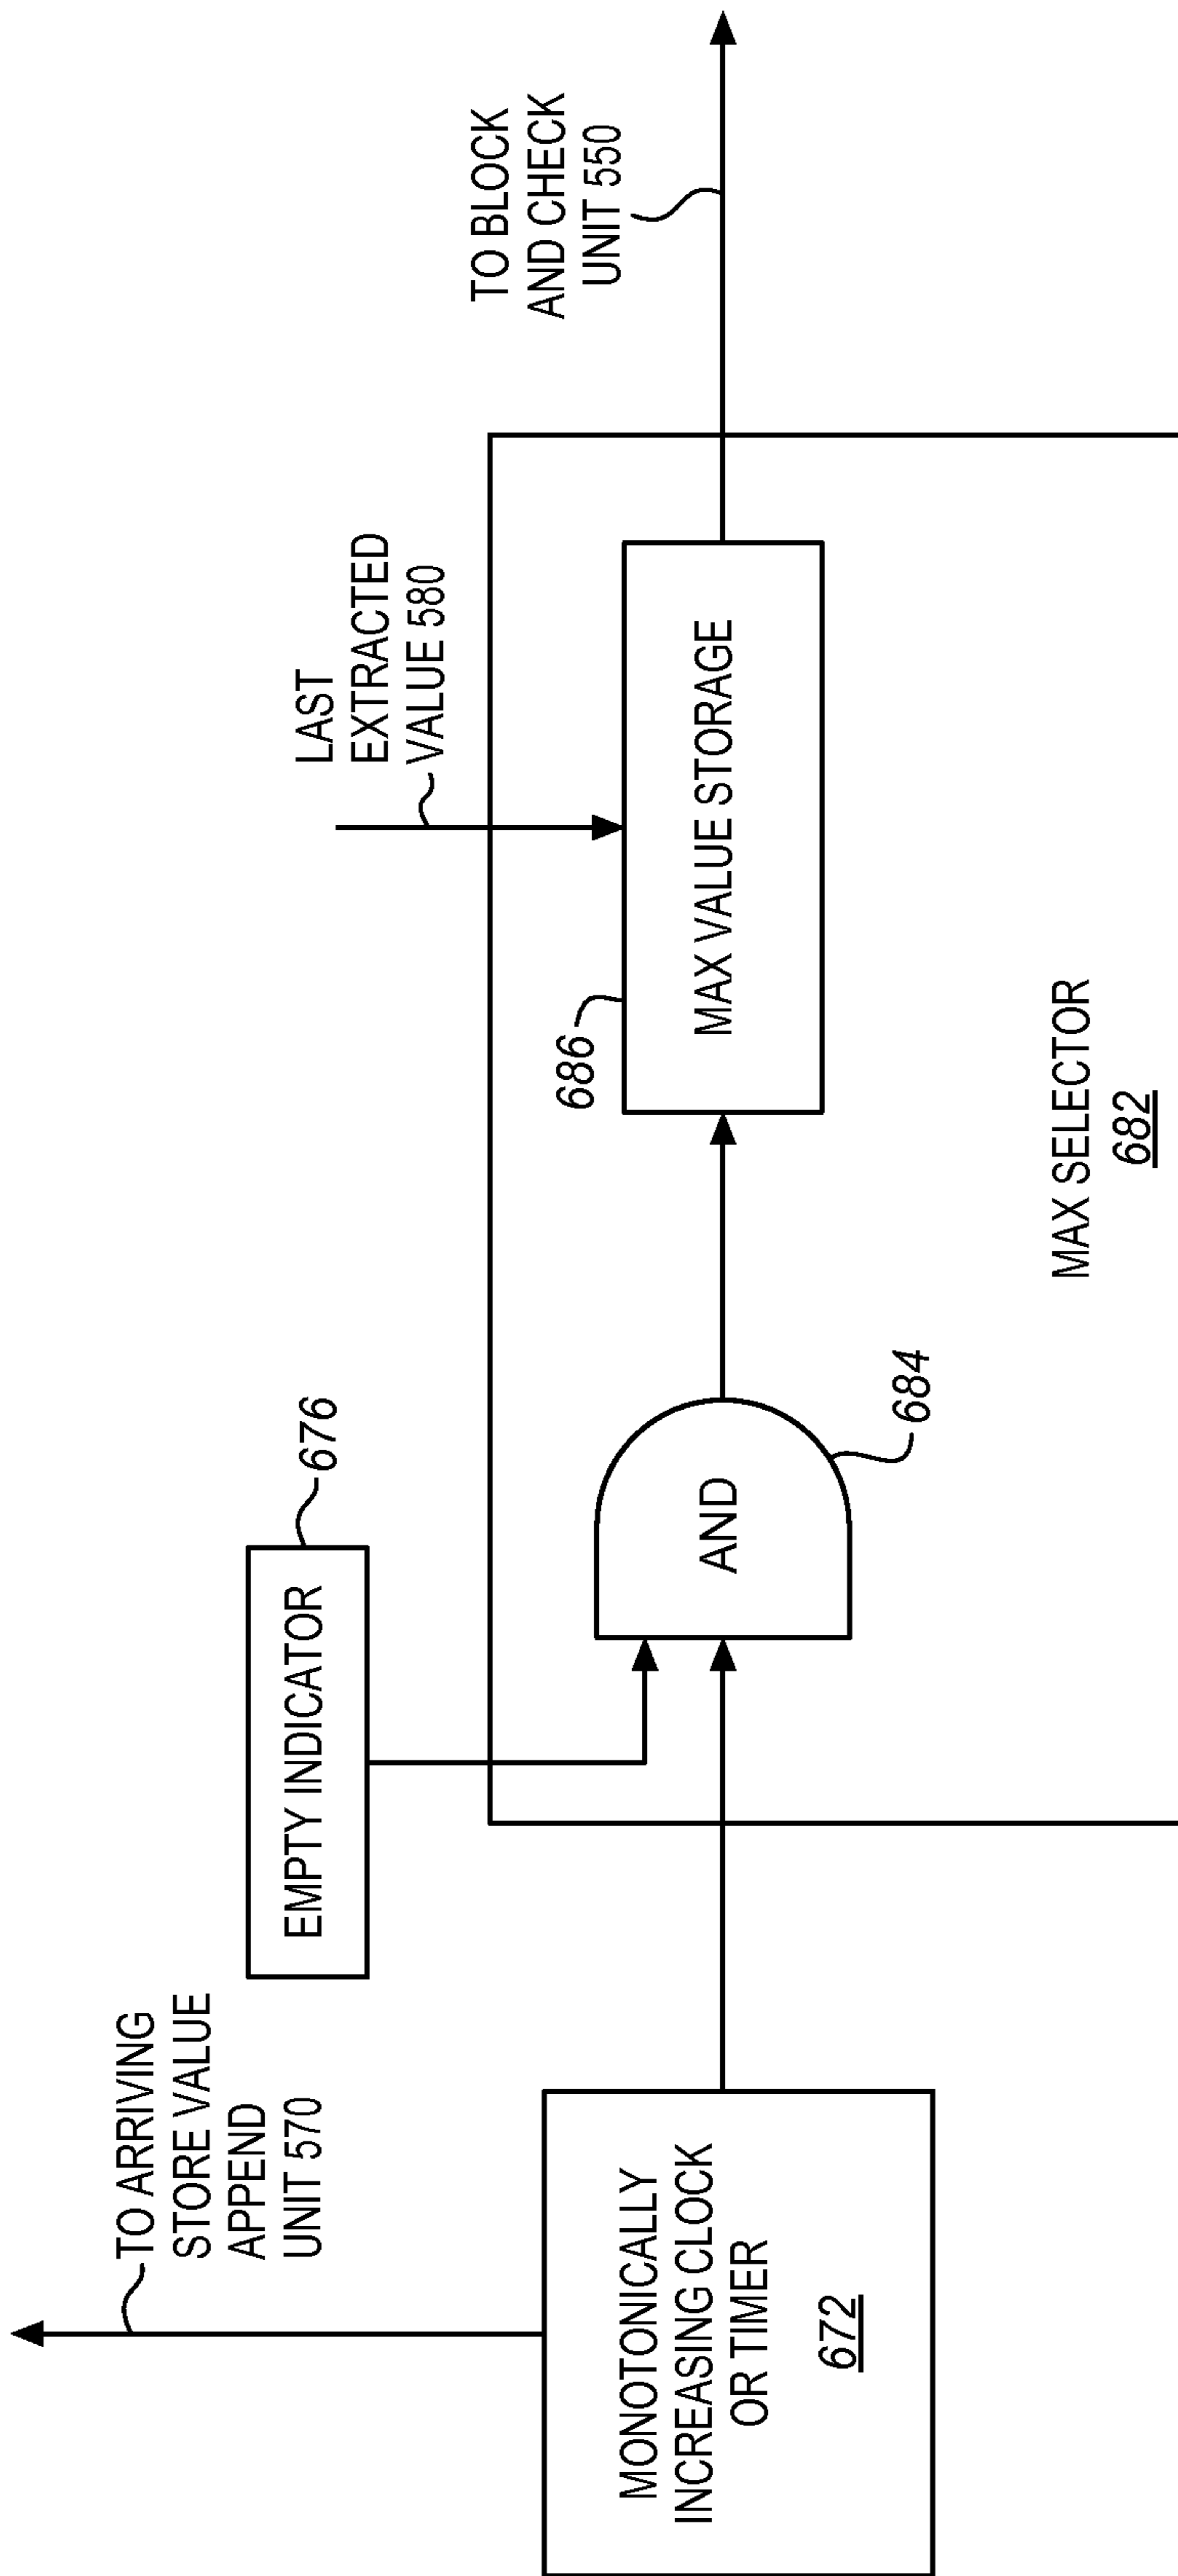 TO ARRIVING
STORE VALUE
APPEND
UNIT 570
EMPTY INDICATOR
676
LAST
EXTRACTED
VALUE 580
TO BLOCK
AND CHECK
UNIT 550
MONOTONICALLY
INCREASING CLOCK
OR TIMER
672
AND
684
686
MAX VALUE STORAGE
MAX SELECTOR
682